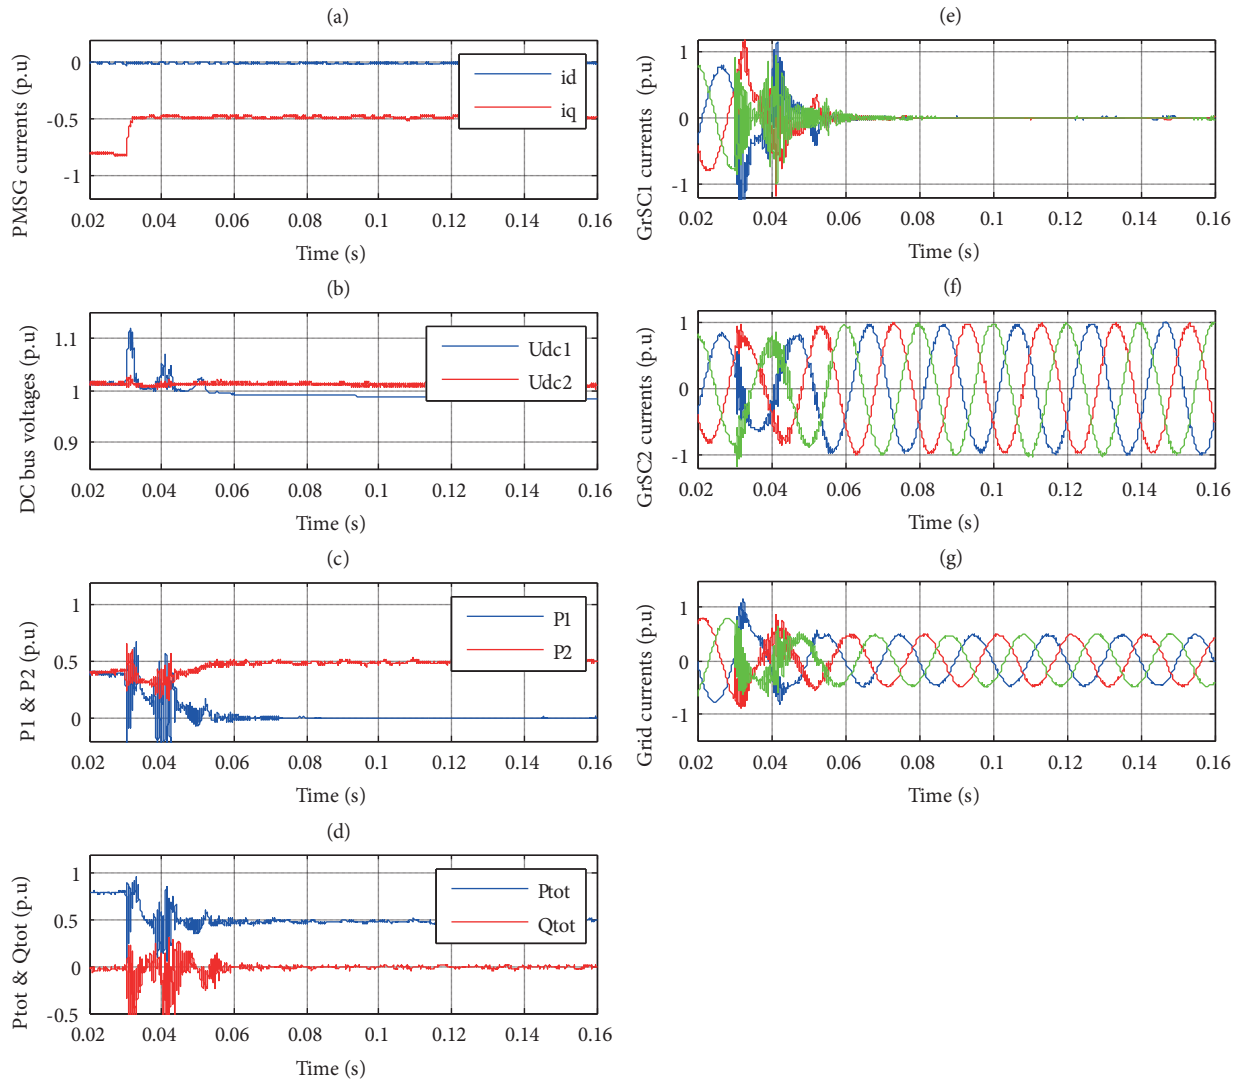 (a)
PMSG currents (p.u)
0
-0.5
-1
id
iq
0.02 0.04 0.06 0.08 0.1 0.12 0.14 0.16
Time (s)
(b)
DC bus voltages (p.u)
1.1
1
0.9
Udc1
Udc2
0.02 0.04 0.06 0.08 0.1 0.12 0.14 0.16
Time (s)
(c)
P1 & P2 (p.u)
1
0.5
0
P1
P2
0.02 0.04 0.06 0.08 0.1 0.12 0.14 0.16
Time (s)
(d)
Ptot & Qtot (p.u)
1
0.5
0
-0.5
Ptot
Qtot
0.02 0.04 0.06 0.08 0.1 0.12 0.14 0.16
Time (s)
(e)
GrSC1 currents (p.u)
1
0
-1
0.02 0.04 0.06 0.08 0.1 0.12 0.14 0.16
Time (s)
(f)
GrSC2 currents (p.u)
1
0
-1
0.02 0.04 0.06 0.08 0.1 0.12 0.14 0.16
Time (s)
(g)
Grid currents (p.u)
1
0
-1
0.02 0.04 0.06 0.08 0.1 0.12 0.14 0.16
Time (s)